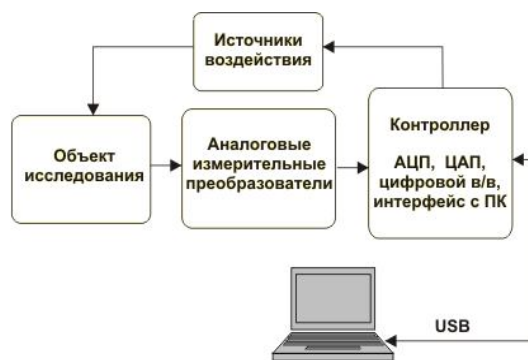 Источники
воздействия
Объект
исследования
Аналоговые
измерительные
преобразователи
Контроллер
АЦП, ЦАП,
цифровой в/в,
интерфейс с ПК
USB